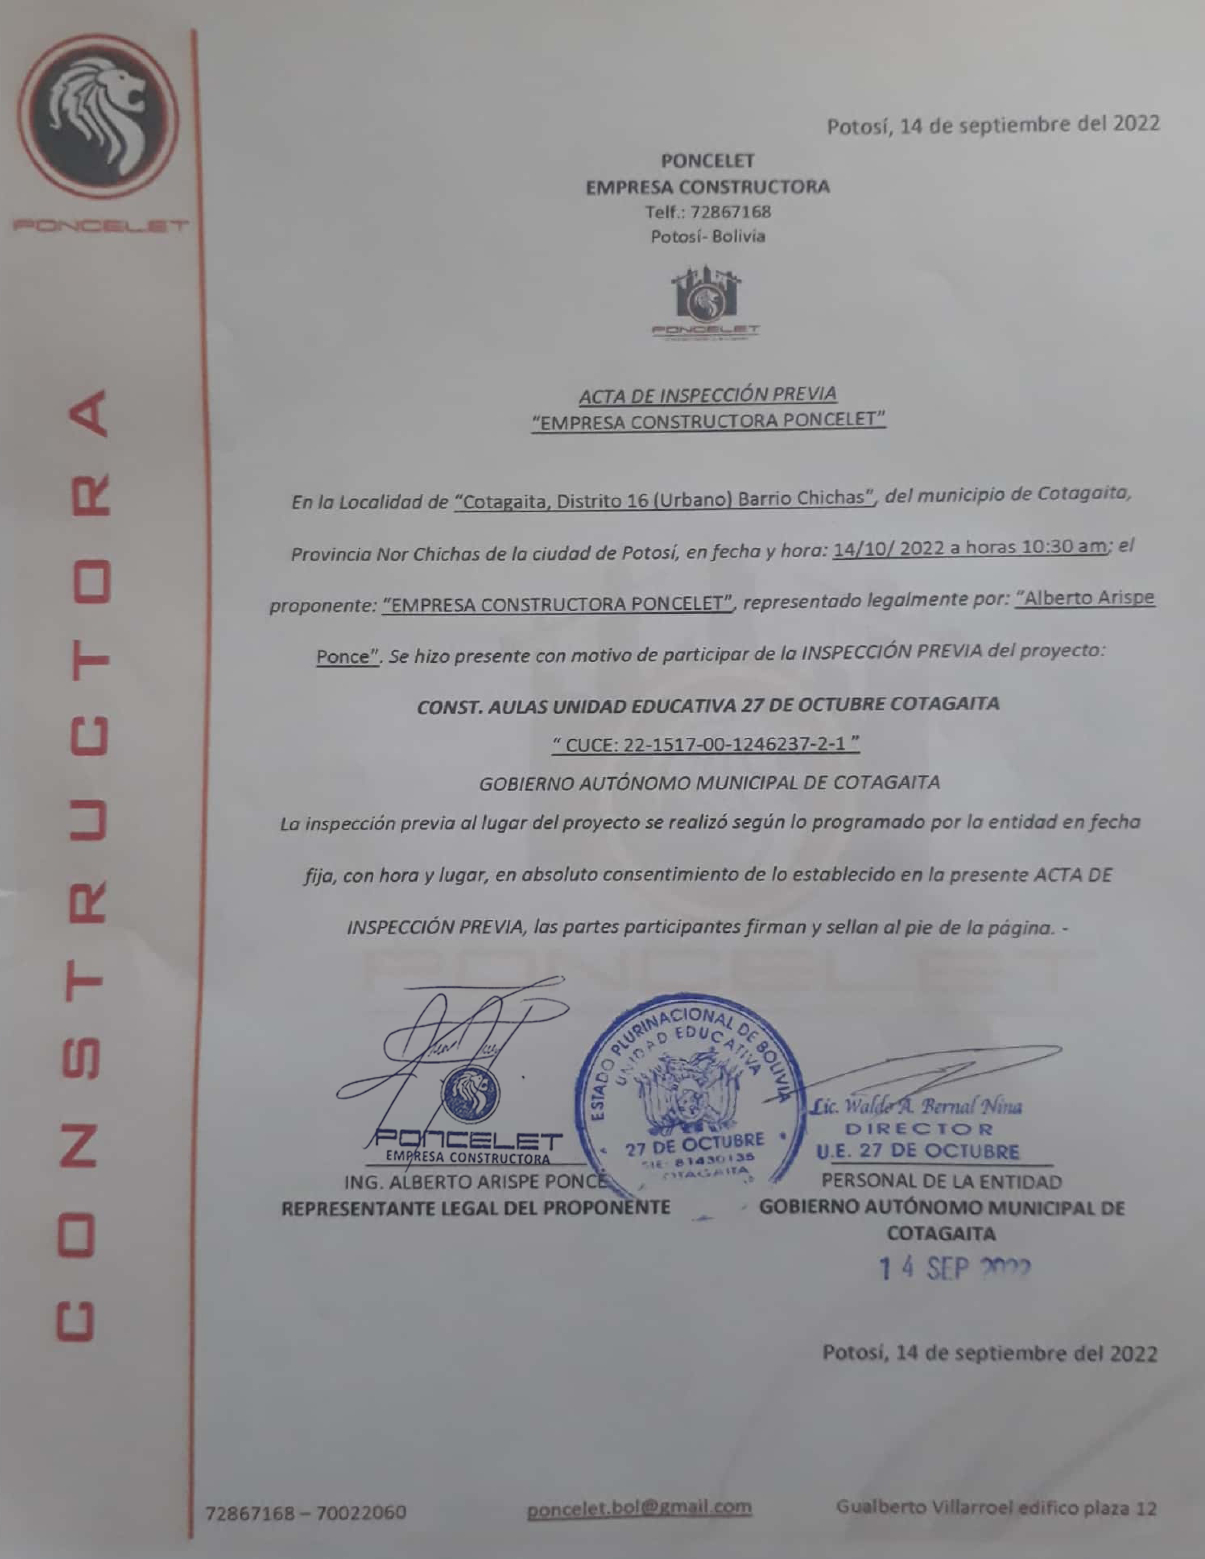 PONCELET
CONSTRUCTORA
Potosí, 14 de septiembre del 2022
PONCELET
EMPRESA CONSTRUCTORA
Telf.: 72867168
Potosí- Bolivia
PONCELET
ACTA DE INSPECCIÓN PREVIA
"EMPRESA CONSTRUCTORA PONCELET"
En la Localidad de "Cotagaita, Distrito 16 (Urbano) Barrio Chichas", del municipio de Cotagaita,
Provincia Nor Chichas de la ciudad de Potosí, en fecha y hora: 14/10/ 2022 a horas 10:30 am; el
proponente: "EMPRESA CONSTRUCTORA PONCELET", representado legalmente por: "Alberto Arispe
Ponce". Se hizo presente con motivo de participar de la INSPECCIÓN PREVIA del proyecto:
CONST. AULAS UNIDAD EDUCATIVA 27 DE OCTUBRE COTAGAITA
" CUCE: 22-1517-00-1246237-2-1 "
GOBIERNO AUTÓNOMO MUNICIPAL DE COTAGAITA
La inspección previa al lugar del proyecto se realizó según lo programado por la entidad en fecha
fija, con hora y lugar, en absoluto consentimiento de lo establecido en la presente ACTA DE
INSPECCIÓN PREVIA, las partes participantes firman y sellan al pie de la página. -
PONCELET
PONCELET
EMPRESA CONSTRUCTORA
ING. ALBERTO ARISPE PONCE
REPRESENTANTE LEGAL DEL PROPONENTE
ESTADO PLURINACIONAL DE BOLIVIA
UNIDAD EDUCATIVA
27 DE OCTUBRE
SIE: 81430135
COTAGAITA
Lic. Waldo A. Bernal Nina
DIRECTOR
U.E. 27 DE OCTUBRE
PERSONAL DE LA ENTIDAD
GOBIERNO AUTÓNOMO MUNICIPAL DE
COTAGAITA
14 SEP 2022
Potosí, 14 de septiembre del 2022
72867168 – 70022060
poncelet.bol@gmail.com
Gualberto Villarroel edifico plaza 12